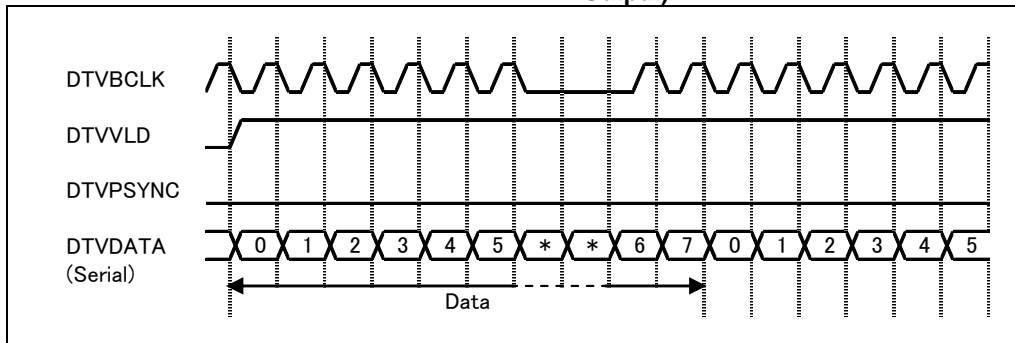 DTVBCLK
DTVVLD
DTVPSYNC
DTVDATA 0 1 2 3 4 5 * * 6 7 0 1 2 3 4 5
(Serial)
Data